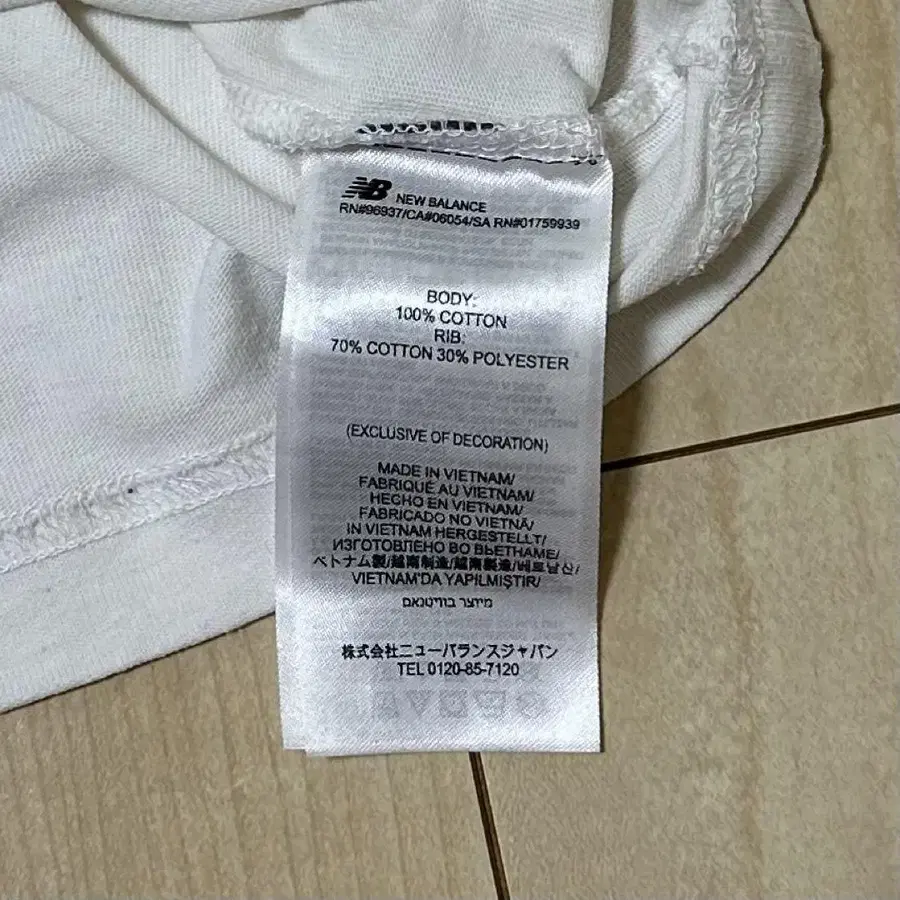 NB NEW BALANCE
RN#96937/CA#06054/SA RN#01759939
BODY:
100% COTTON
RIB:
70% COTTON 30% POLYESTER
(EXCLUSIVE OF DECORATION)
MADE IN VIETNAM/
FABRIQUÉ AU VIETNAM/
HECHO EN VIETNAM/
FABRICADO NO VIETNÃ/
IN VIETNAM HERGESTELLT/
ИЗГОТОВЛЕНО ВО ВЬЕТНАМЕ/
ベトナム製/越南制造/越南製造/베트남산/
VIETNAM'DA YAPILMIŞTIR/
מיוצר בווייטנאם
株式会社ニューバランスジャパン
TEL 0120-85-7120